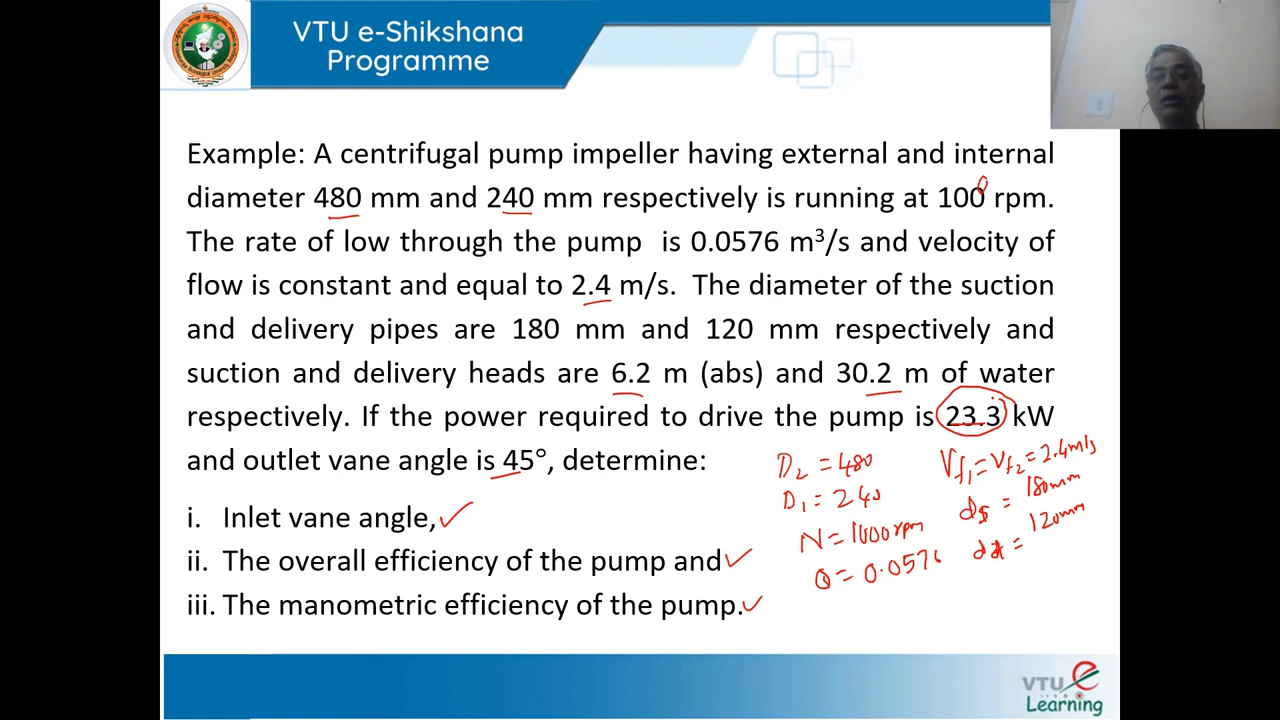 VTU e-Shikshana
Programme
Example: A centrifugal pump impeller having external and internal
diameter 480 mm and 240 mm respectively is running at 1000 rpm.
The rate of low through the pump is 0.0576 m³/s and velocity of
flow is constant and equal to 2.4 m/s. The diameter of the suction
and delivery pipes are 180 mm and 120 mm respectively and
suction and delivery heads are 6.2 m (abs) and 30.2 m of water
respectively. If the power required to drive the pump is 23.3 kW
and outlet vane angle is 45°, determine:
i. Inlet vane angle,
ii. The overall efficiency of the pump and
iii. The manometric efficiency of the pump.
D₂ = 480
D₁ = 240
N = 1000 rpm
Q = 0.0576
Vf₁ = Vf₂ = 2.4 m/s
ds = 180mm
dd = 120mm
VTU e
Learning